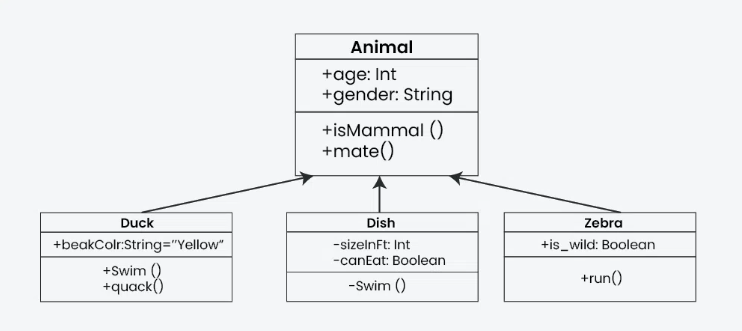 Animal
+age: Int
+gender: String
+isMammal ()
+mate()
Duck
+beakColr:String=”Yellow”
+Swim ()
+quack()
Dish
-sizeInFt: Int
-canEat: Boolean
-Swim ()
Zebra
+is_wild: Boolean
+run()